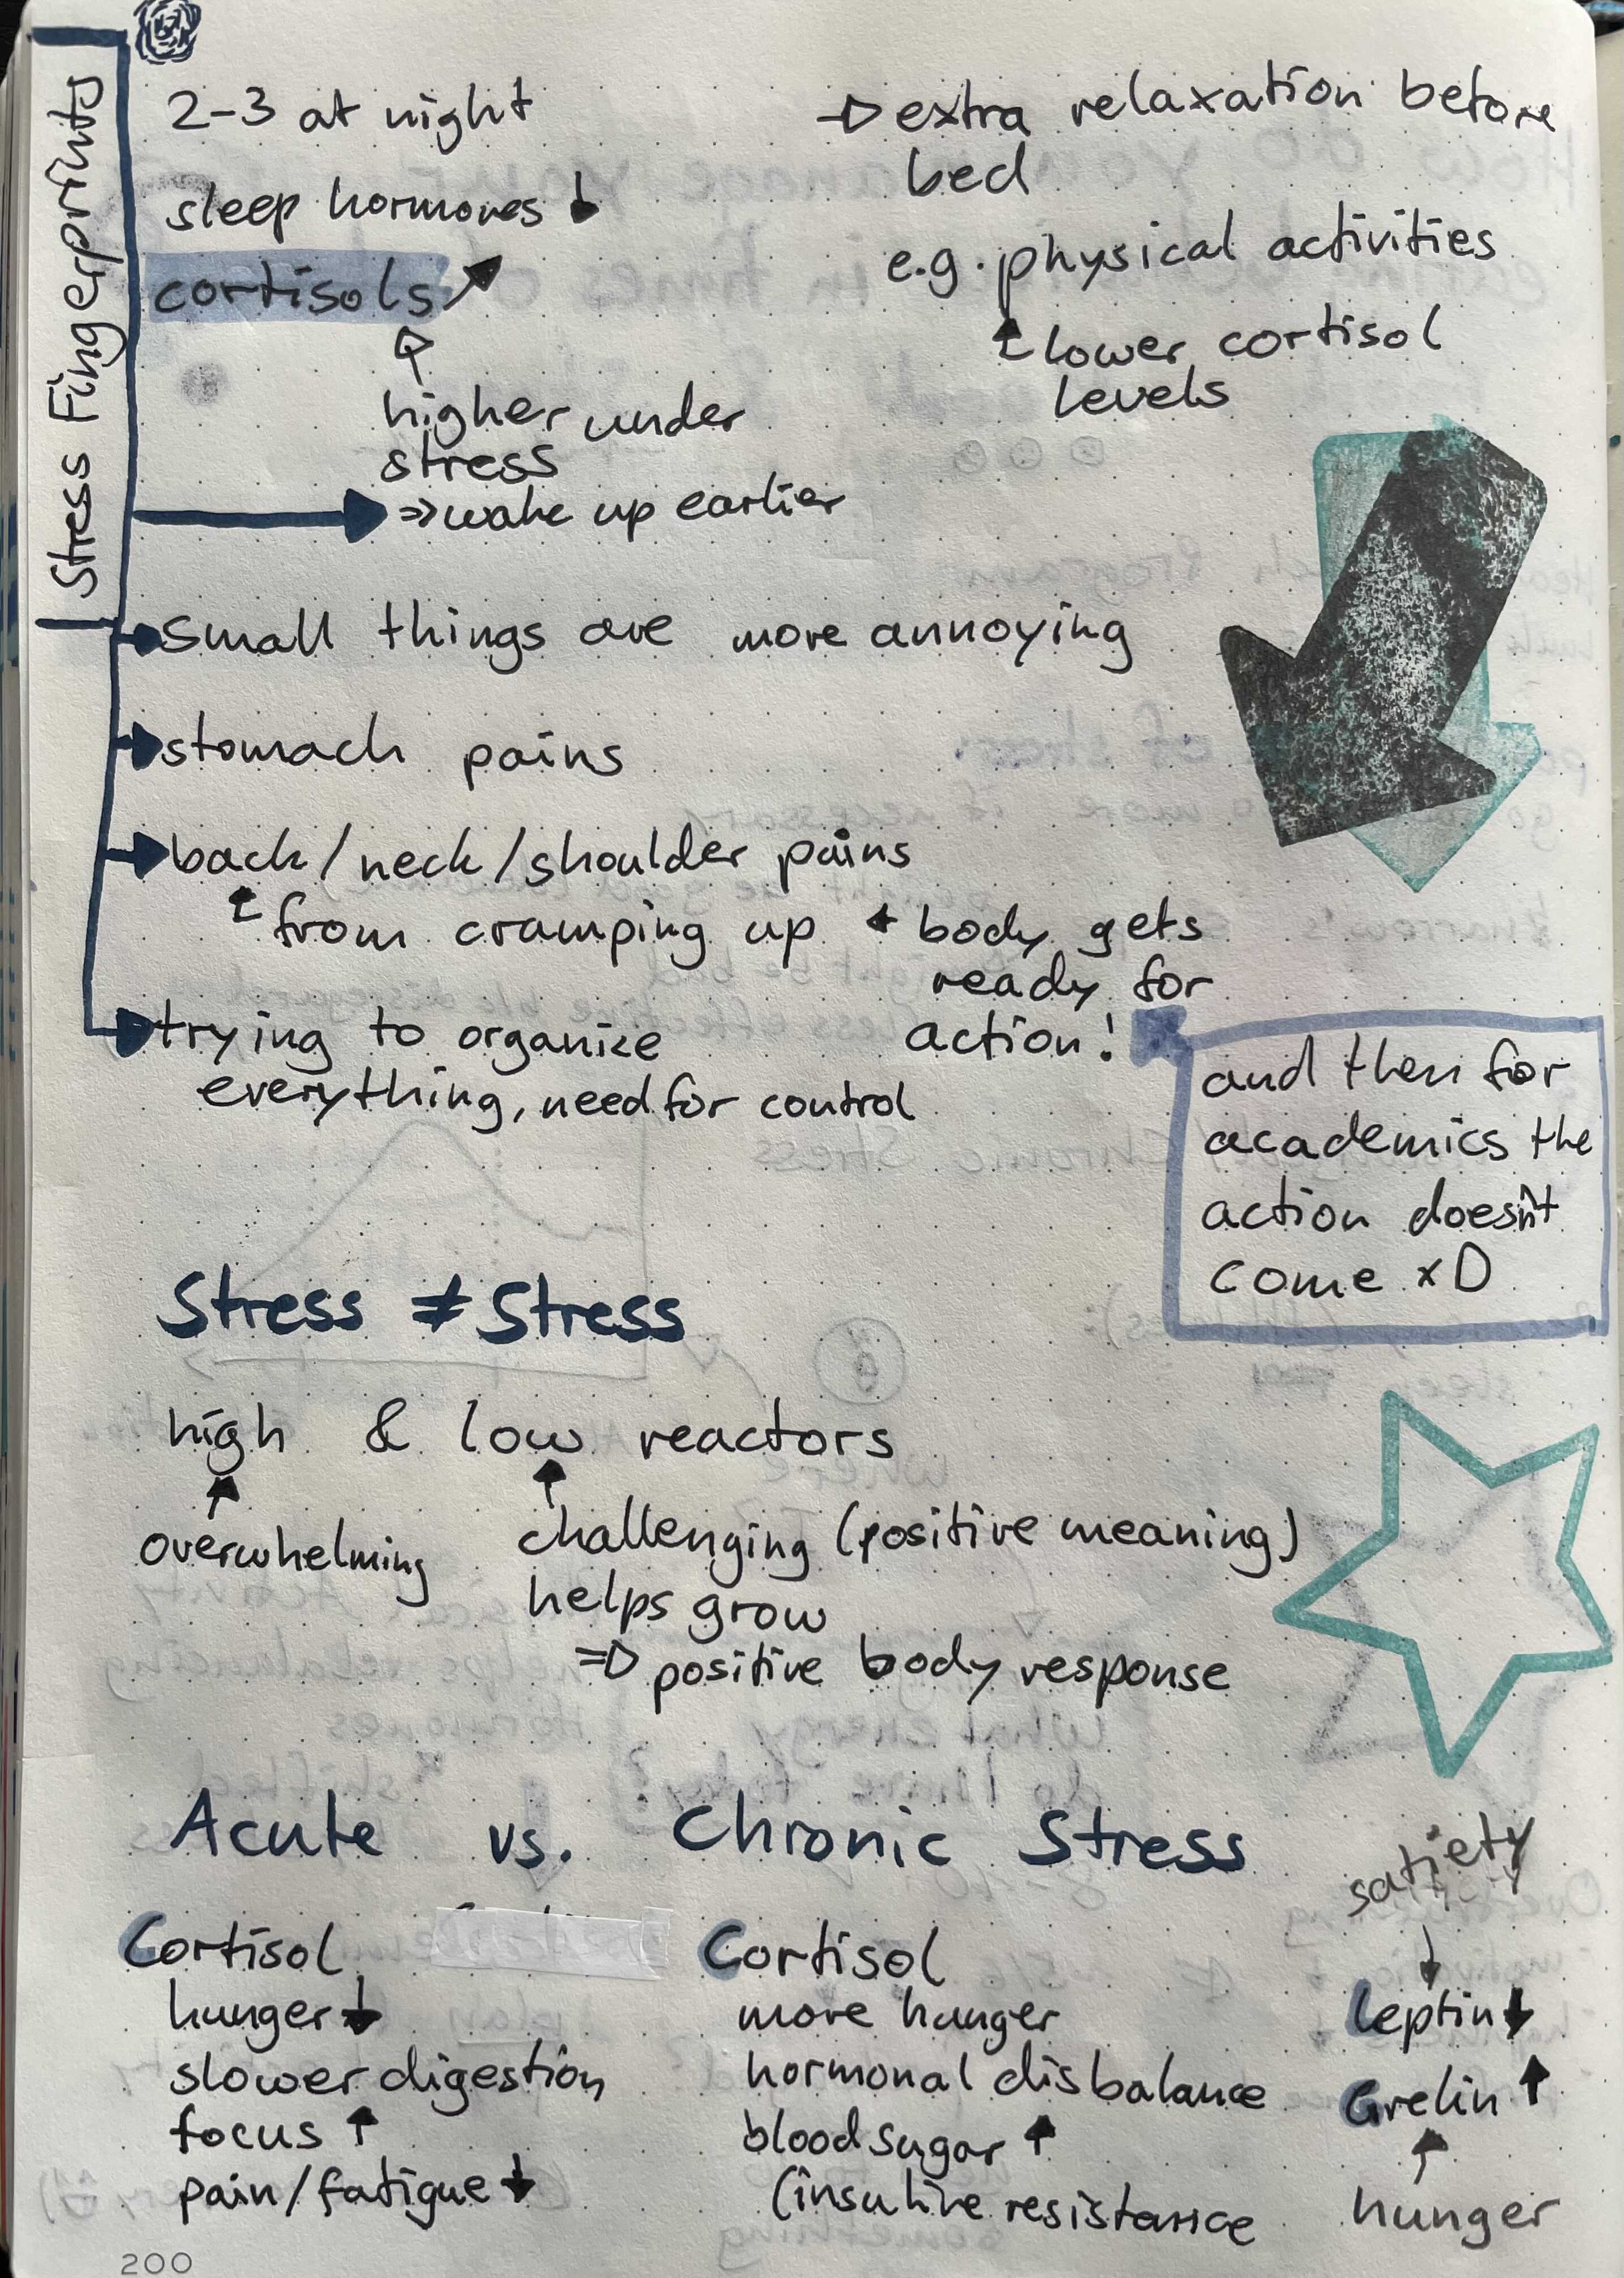 Stress Fingerprints
2-3 at night
sleep hormones ↓
cortisols ↗
higher under
stress
⇒ wake up earlier
→ extra relaxation before
bed
e.g. physical activities
lower cortisol
levels
small things are more annoying
stomach pains
back/neck/shoulder pains
from cramping up
body gets
ready for
action!
trying to organize
everything, need for control
and then for
academics the
action doesn't
come xD
Stress ≠ Stress
high & low reactors
overwhelming
challenging (positive meaning)
helps grow
⇒ positive body response
Acute vs. Chronic Stress
Cortisol
hunger ↓
slower digestion
focus ↑
pain/fatigue ↓
Cortisol
more hunger
hormonal disbalance
blood sugar ↑
(insuline resistance
satiety
↓
Leptin ↓
Grelin ↑
↑
hunger
200